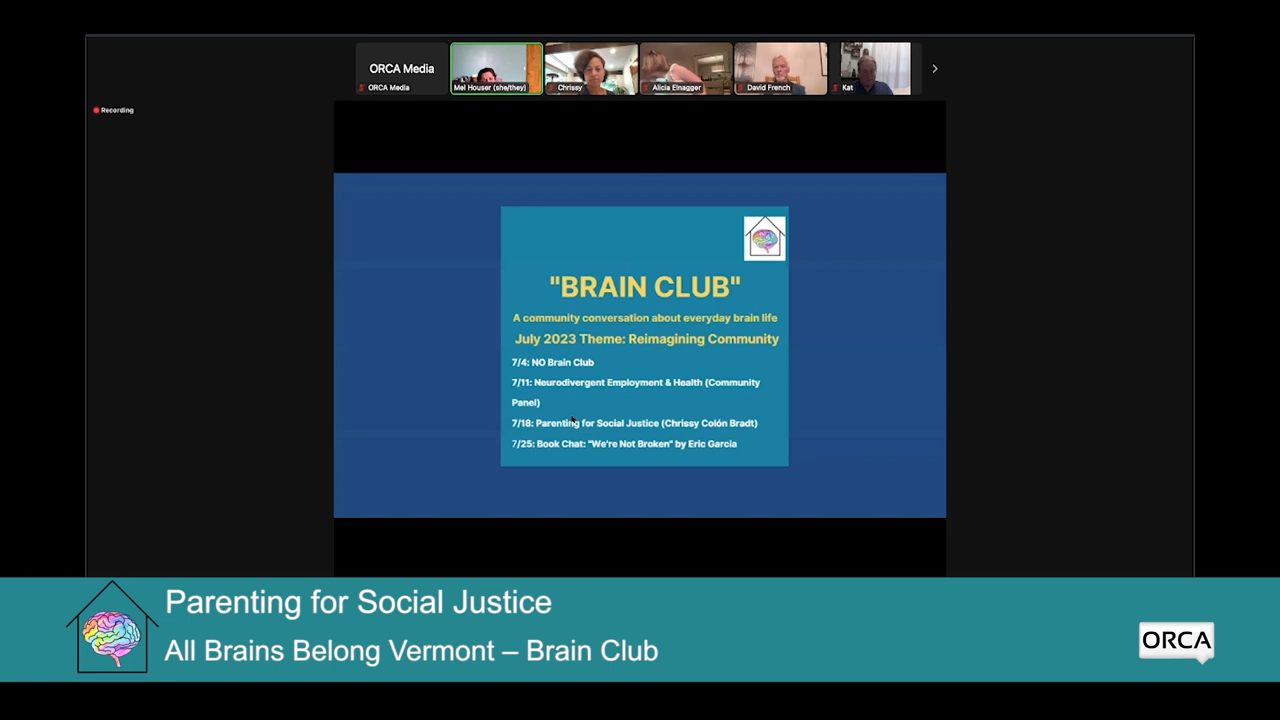 ORCA Media
ORCA Media
Mel Houser (she/they)
Chrissy
Alicia Elnagger
David French
Kat
Recording
"BRAIN CLUB"
A community conversation about everyday brain life
July 2023 Theme: Reimagining Community
7/4: NO Brain Club
7/11: Neurodivergent Employment & Health (Community
Panel)
7/18: Parenting for Social Justice (Chrissy Colón Bradt)
7/25: Book Chat: "We're Not Broken" by Eric Garcia
Parenting for Social Justice
All Brains Belong Vermont – Brain Club
ORCA